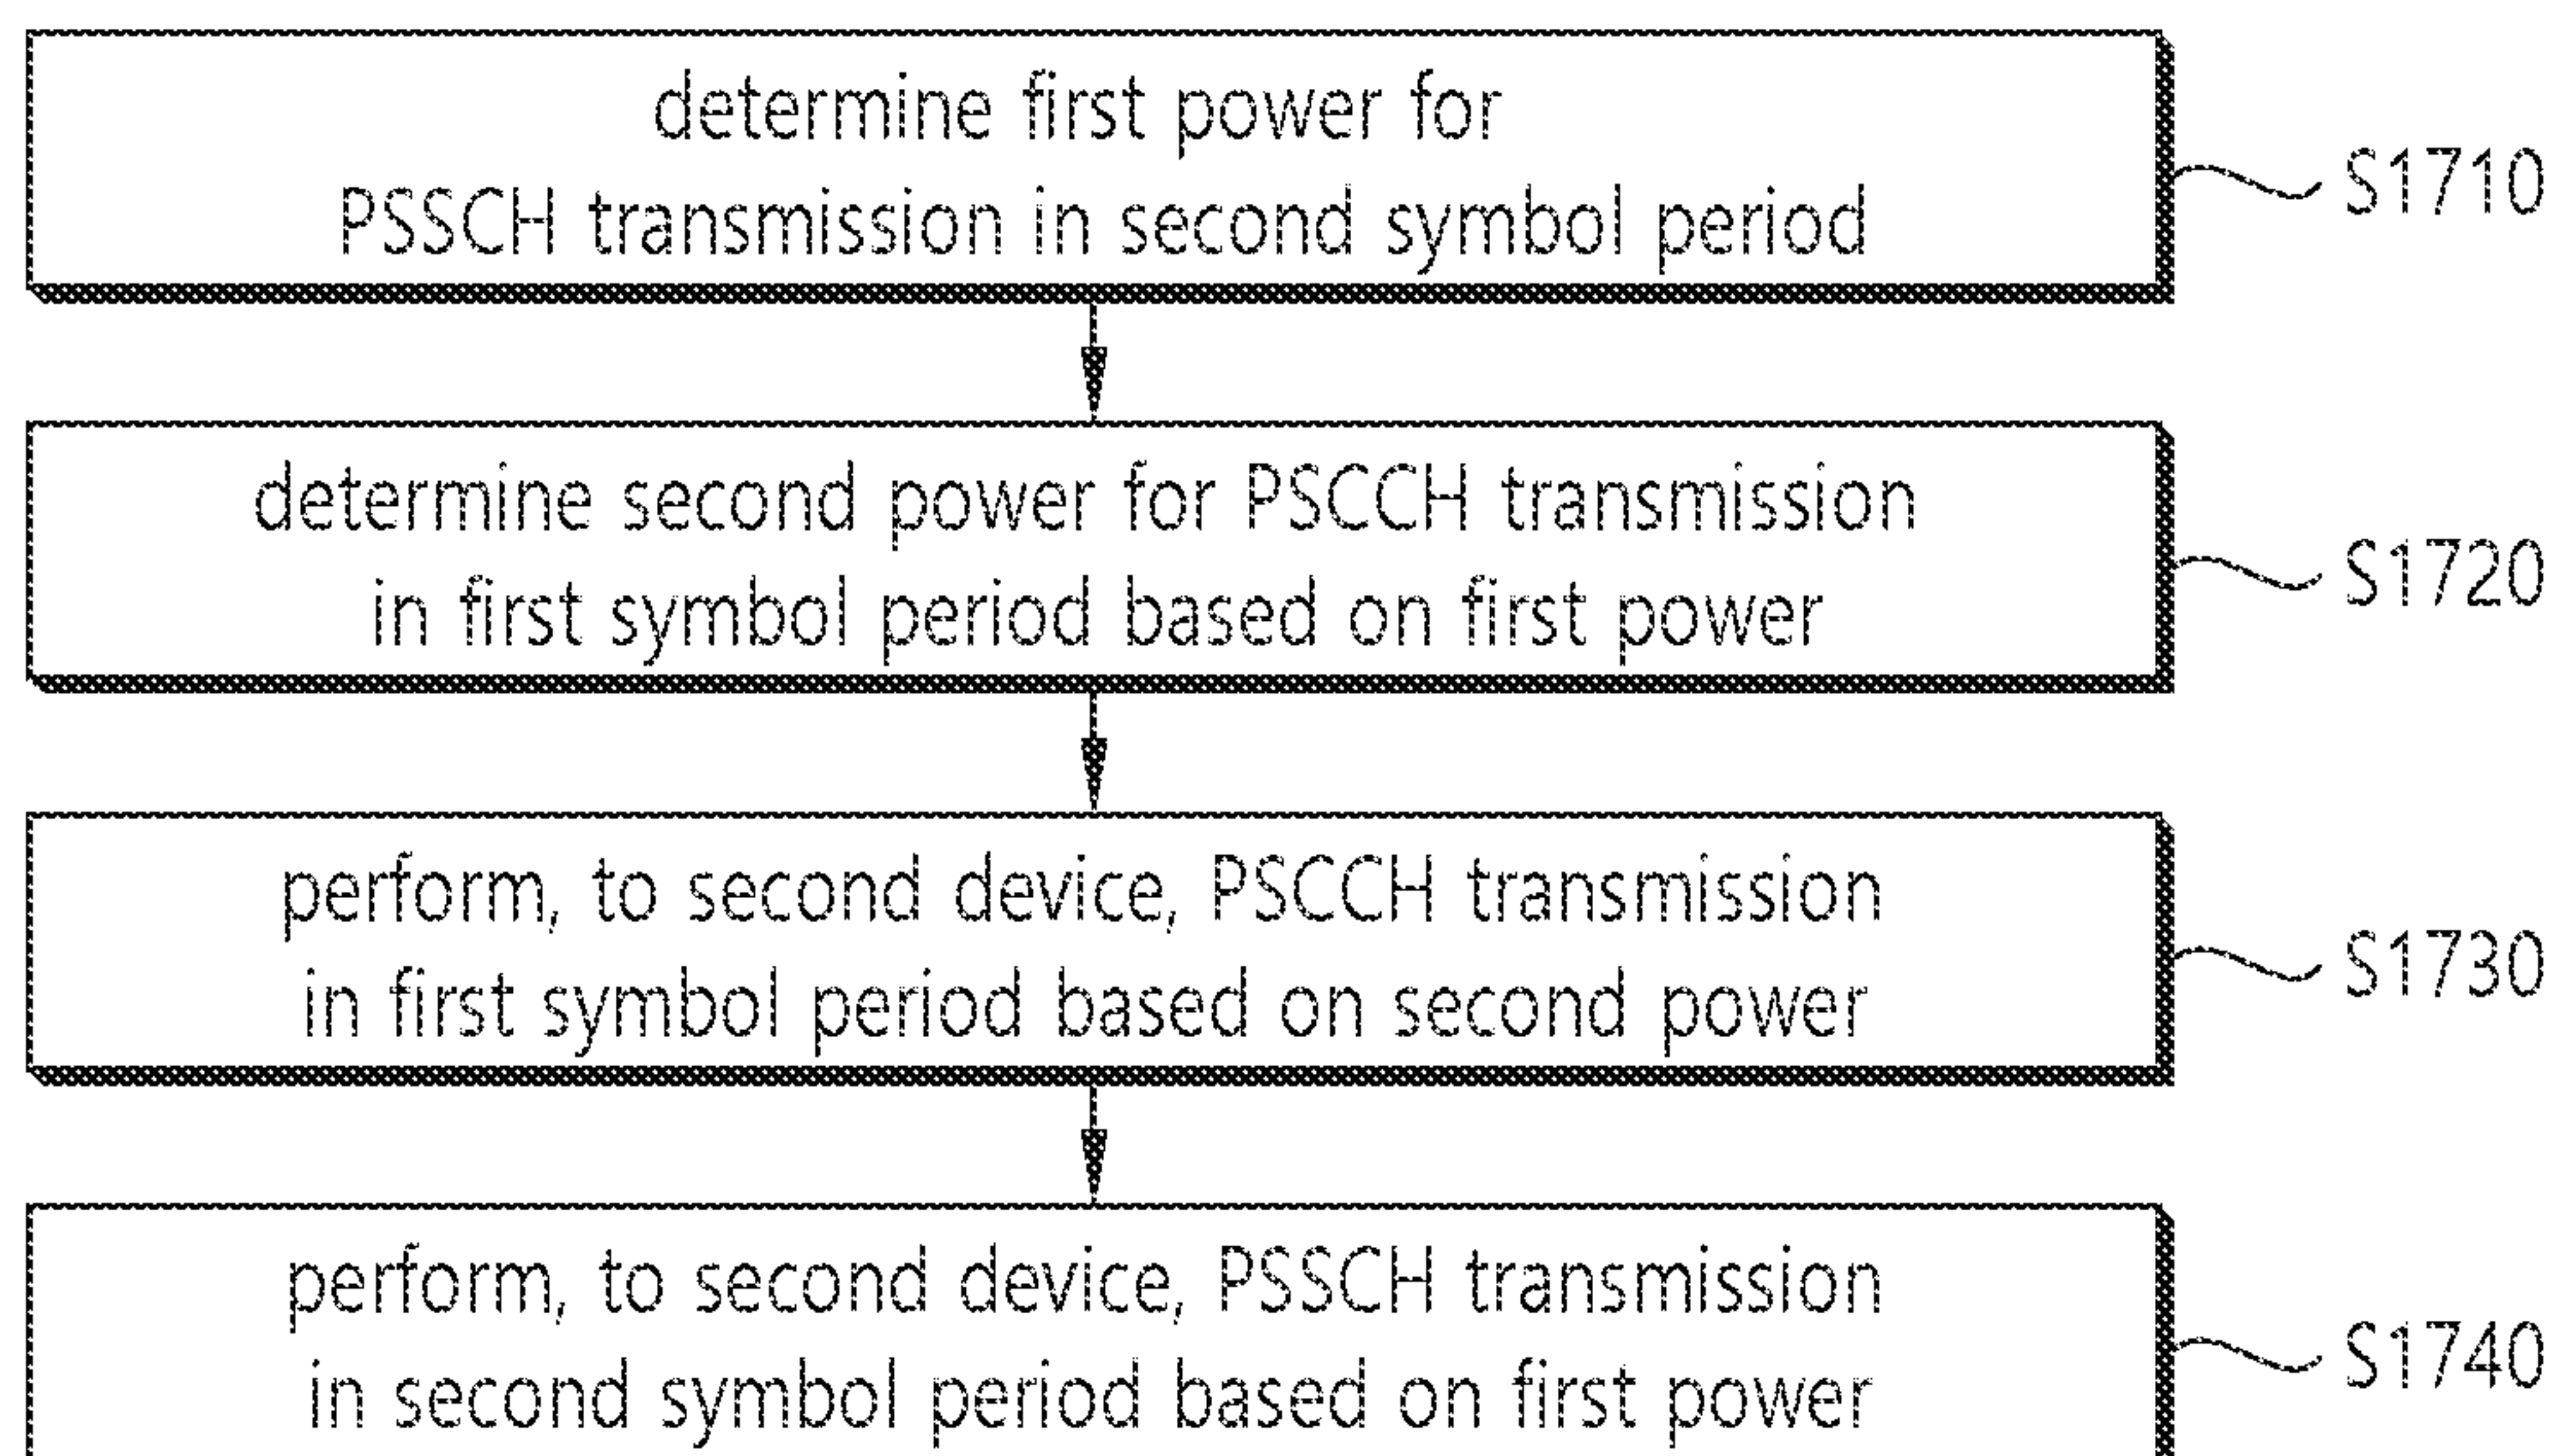 determine first power for
PSSCH transmission in second symbol period
S1710
determine second power for PSCCH transmission
in first symbol period based on first power
S1720
perform, to second device, PSCCH transmission
in first symbol period based on second power
S1730
perform, to second device, PSSCH transmission
in second symbol period based on first power
S1740